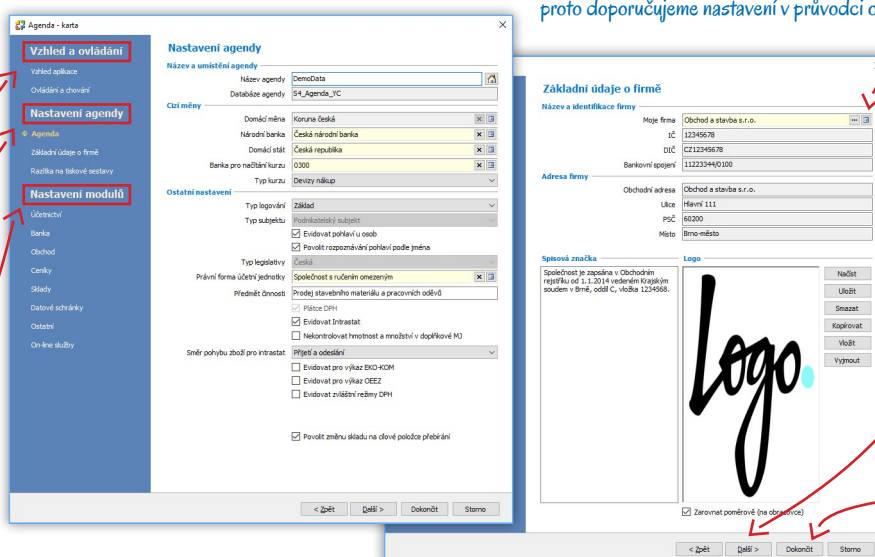 proto doporučujeme nastavení v průvodci
Agenda - karta
Vzhled a ovládání
Vzhled aplikace
Ovládání a chování
Nastavení agendy
Agenda
Základní údaje o firmě
Razítka na tiskové sestavy
Nastavení modulů
Účetnictví
Banka
Obchod
Ceníky
Sklady
Datové schránky
Ostatní
On-line služby
Nastavení agendy
Název a umístění agendy
Název agendy DemoData
Databáze agendy S4_Agenda_YC
Cizí měny
Domácí měna Koruna česká
Národní banka Česká národní banka
Domácí stát Česká republika
Banka pro načítání kurzu 0300
Typ kurzu Devizy nákup
Ostatní nastavení
Typ logování Základ
Typ subjektu Podnikatelský subjekt
Evidovat pohlaví u osob
Povolit rozpoznávání pohlaví podle jména
Typ legislativy Česká
Právní forma účetní jednotky Společnost s ručením omezeným
Předmět činnosti Prodej stavebního materiálu a pracovních oděvů
Plátce DPH
Evidovat Intrastat
Nekontrolovat hmotnost a množství v doplňkové MJ
Směr pohybu zboží pro intrastat Přijetí a odeslání
Evidovat pro výkaz EKO-KOM
Evidovat pro výkaz OEEZ
Evidovat zvláštní režimy DPH
Povolit změnu skladu na cílové položce přebírání
< Zpět Další > Dokončit Storno
Základní údaje o firmě
Název a identifikace firmy
Moje firma Obchod a stavba s.r.o.
IČ 12345678
DIČ CZ12345678
Bankovní spojení 11223344/0100
Adresa firmy
Obchodní adresa Obchod a stavba s.r.o.
Ulice Hlavní 111
PSČ 60200
Místo Brno-město
Spisová značka
Společnost je zapsána v Obchodním
rejstříku od 1.1.2014 vedeném Krajským
soudem v Brně, oddíl C, vložka 1234568.
Logo
Logo.
Načíst
Uložit
Smazat
Kopírovat
Vložit
Vyjmout
Zarovnat poměrově (na obrazovce)
< Zpět Další > Dokončit Storno